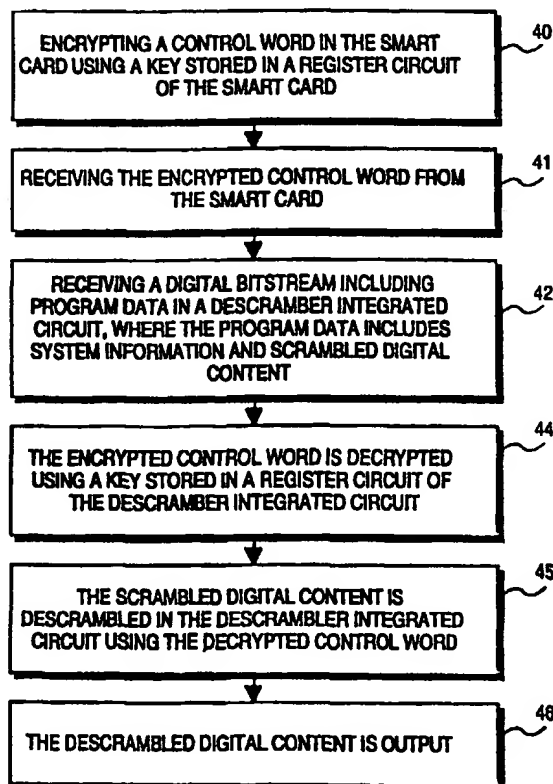 ENCRYPTING A CONTROL WORD IN THE SMART
CARD USING A KEY STORED IN A REGISTER CIRCUIT
OF THE SMART CARD
40
RECEIVING THE ENCRYPTED CONTROL WORD FROM
THE SMART CARD
41
RECEIVING A DIGITAL BITSTREAM INCLUDING
PROGRAM DATA IN A DESCRAMBER INTEGRATED
CIRCUIT, WHERE THE PROGRAM DATA INCLUDES
SYSTEM INFORMATION AND SCRAMBLED DIGITAL
CONTENT
42
THE ENCRYPTED CONTROL WORD IS DECRYPTED
USING A KEY STORED IN A REGISTER CIRCUIT OF
THE DESCRAMBER INTEGRATED CIRCUIT
44
THE SCRAMBLED DIGITAL CONTENT IS
DESCRAMBLED IN THE DESCRAMBLER INTEGRATED
CIRCUIT USING THE DECRYPTED CONTROL WORD
45
THE DESCRAMBLED DIGITAL CONTENT IS OUTPUT
46